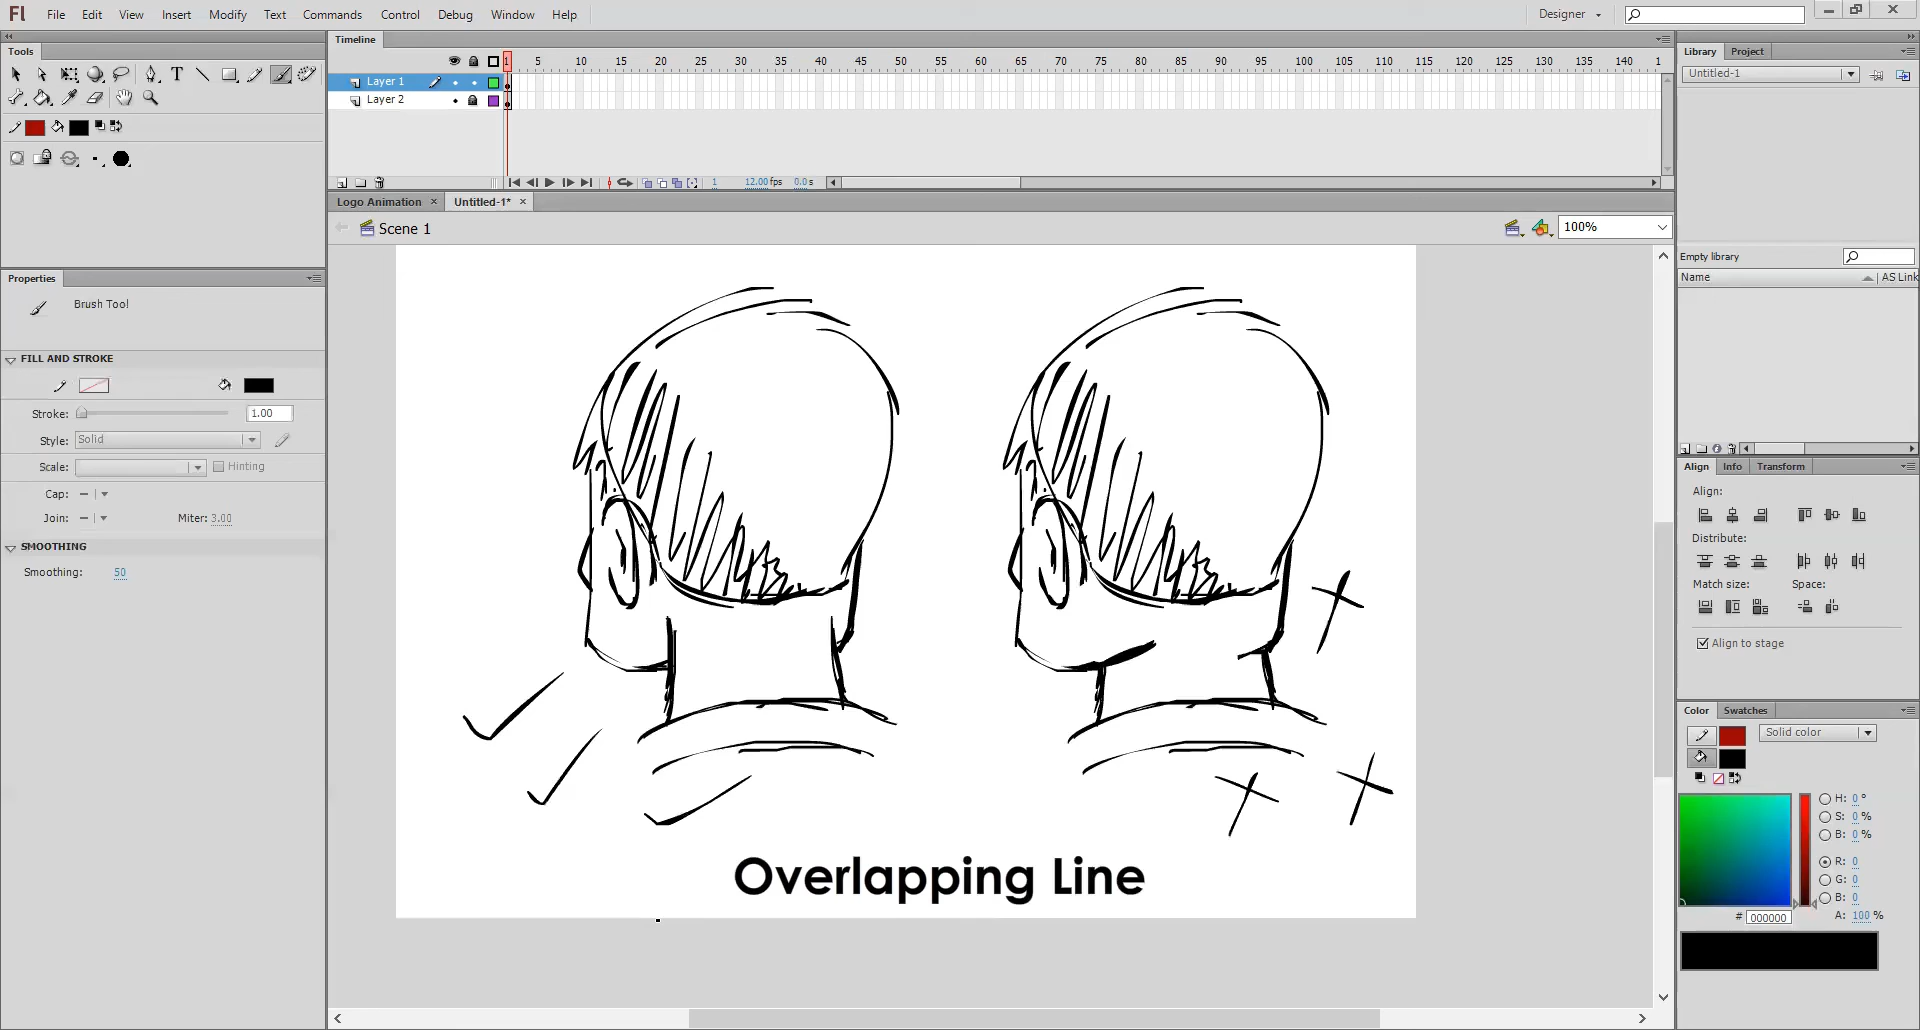 Fl File Edit View Insert Modify Text Commands Control Debug Window Help Designer
Tools
Timeline
1 5 10 15 20 25 30 35 40 45 50 55 60 65 70 75 80 85 90 95 100 105 110 115 120 125 130 135 140 1
Layer 1
Layer 2
1 12.00 fps 0.0 s
Logo Animation × Untitled-1* ×
Scene 1
100%
Properties
Brush Tool
FILL AND STROKE
Stroke: 1.00
Style: Solid
Scale: Hinting
Cap:
Join: Miter: 3.00
SMOOTHING
Smoothing: 50
Overlapping Line
Library Project
Untitled-1
Empty library
Name AS Link
Align Info Transform
Align:
Distribute:
Match size: Space:
Align to stage
Color Swatches
Solid color
H: 0 °
S: 0 %
B: 0 %
R: 0
G: 0
B: 0
# 000000 A: 100 %